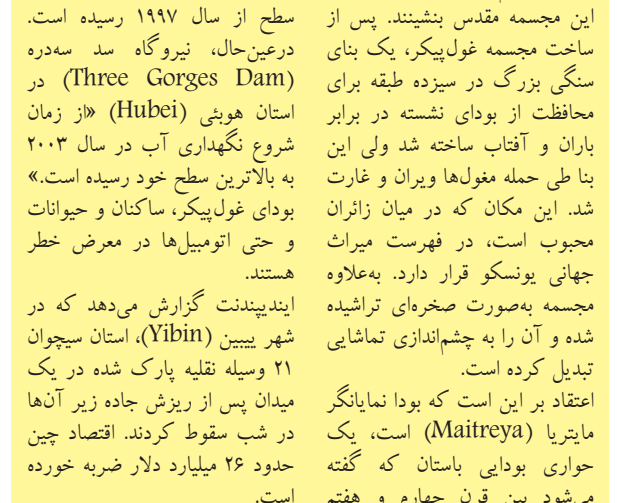 این مجسمه مقدس بنشینند. پس از
ساخت مجسمه غول‌پیکر، یک بنای
سنگی بزرگ در سیزده طبقه برای
محافظت از بودای نشسته در برابر
باران و آفتاب ساخته شد ولی این
بنا طی حمله مغول‌ها ویران و غارت
شد. این مکان که در میان زائران
محبوب است، در فهرست میراث
جهانی یونسکو قرار دارد. به‌علاوه
مجسمه به‌صورت صخره‌ای تراشیده
شده و آن را به چشم‌اندازی تماشایی
تبدیل کرده است.
اعتقاد بر این است که بودا نمایانگر
مایتریا (Maitreya) است، یک
حواری بودایی باستان که گفته
می‌شود بین قرن چهارم و هفتم
سطح از سال ۱۹۹۷ رسیده است.
درعین‌حال، نیروگاه سد سه‌دره
(Three Gorges Dam) در
استان هوبئی (Hubei) «از زمان
شروع نگهداری آب در سال ۲۰۰۳
به بالاترین سطح خود رسیده است.»
بودای غول‌پیکر، ساکنان و حیوانات
و حتی اتومبیل‌ها در معرض خطر
هستند.
ایندیپندنت گزارش می‌دهد که در
شهر ییبین (Yibin)، استان سیچوان
۲۱ وسیله نقلیه پارک شده در یک
میدان پس از ریزش جاده زیر آن‌ها
در شب سقوط کردند. اقتصاد چین
حدود ۲۶ میلیارد دلار ضربه خورده
است.